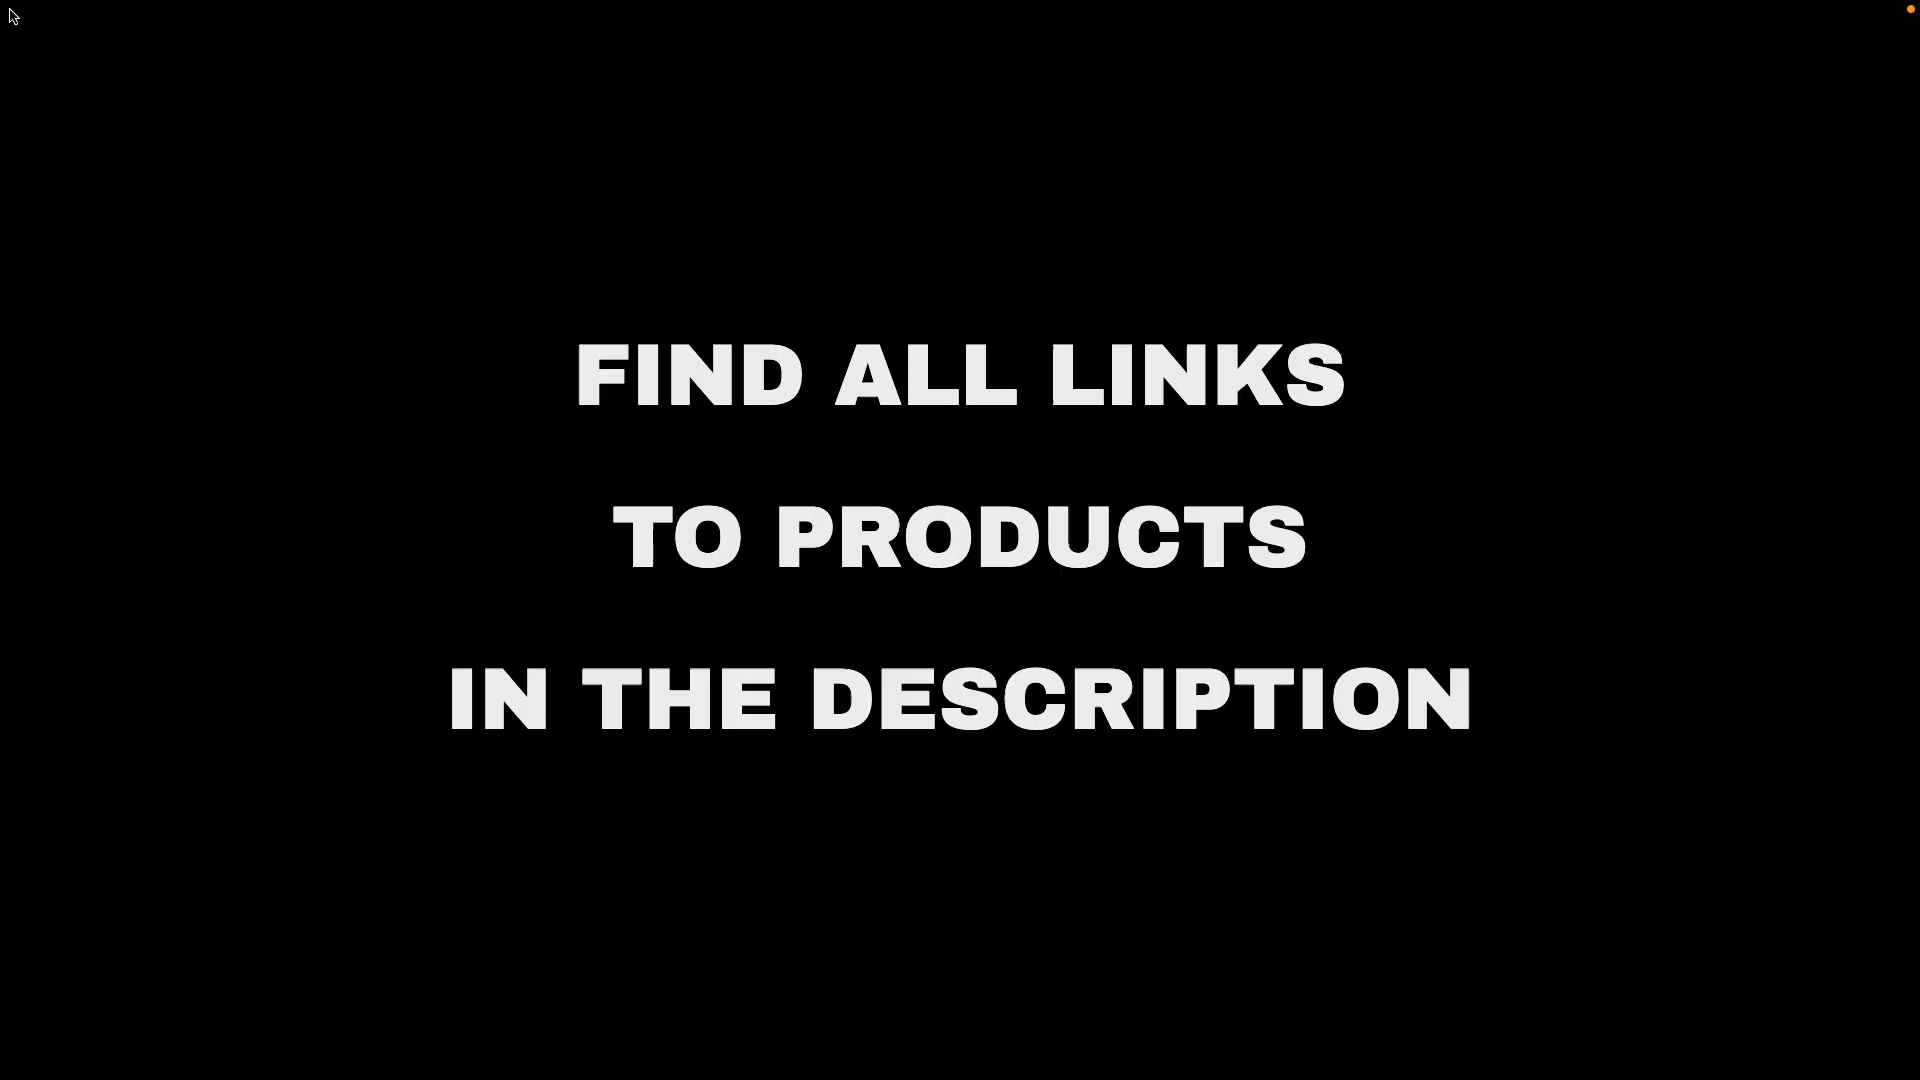 FIND ALL LINKS
TO PRODUCTS
IN THE DESCRIPTION